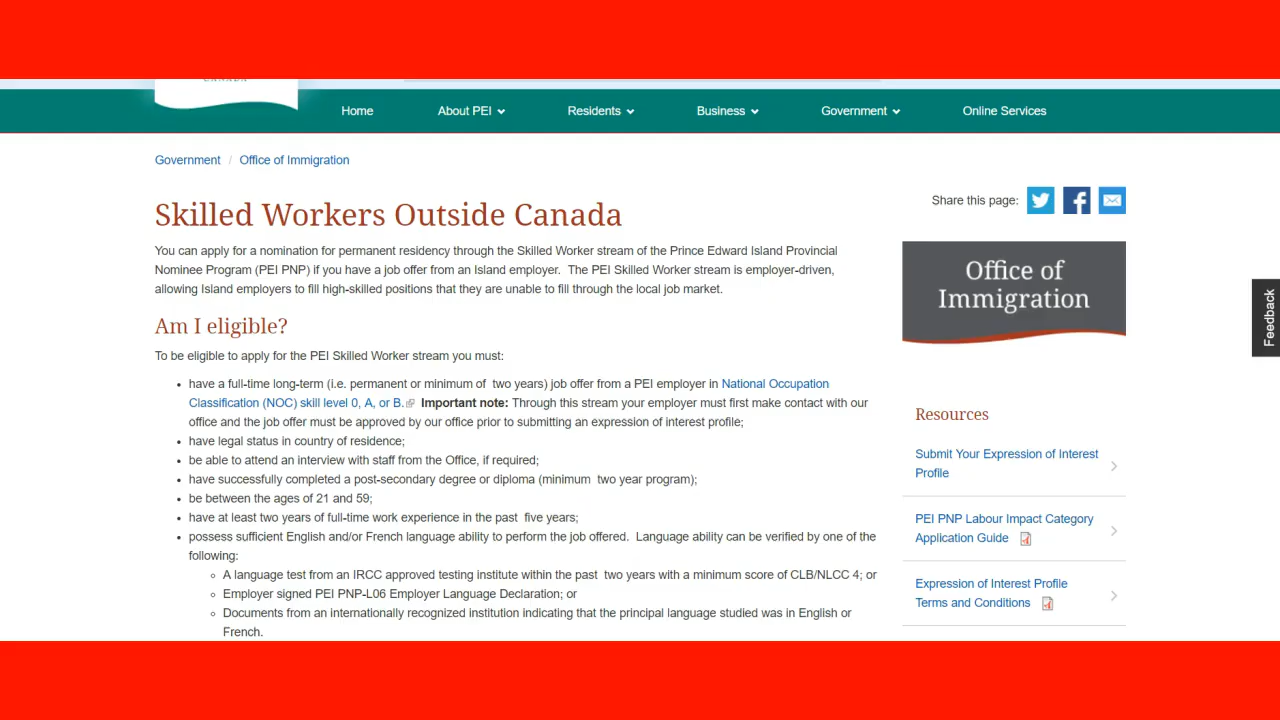 Home
About PEI
Residents
Business
Government
Online Services
Government / Office of Immigration
Share this page:
Skilled Workers Outside Canada
You can apply for a nomination for permanent residency through the Skilled Worker stream of the Prince Edward Island Provincial
Nominee Program (PEI PNP) if you have a job offer from an Island employer.  The PEI Skilled Worker stream is employer-driven,
allowing Island employers to fill high-skilled positions that they are unable to fill through the local job market.
Am I eligible?
To be eligible to apply for the PEI Skilled Worker stream you must:
• have a full-time long-term (i.e. permanent or minimum of  two years) job offer from a PEI employer in National Occupation
Classification (NOC) skill level 0, A, or B. Important note: Through this stream your employer must first make contact with our
office and the job offer must be approved by our office prior to submitting an expression of interest profile;
• have legal status in country of residence;
• be able to attend an interview with staff from the Office, if required;
• have successfully completed a post-secondary degree or diploma (minimum  two year program);
• be between the ages of 21 and 59;
• have at least two years of full-time work experience in the past  five years;
• possess sufficient English and/or French language ability to perform the job offered.  Language ability can be verified by one of the
following:
◦ A language test from an IRCC approved testing institute within the past  two years with a minimum score of CLB/NLCC 4; or
◦ Employer signed PEI PNP-L06 Employer Language Declaration; or
◦ Documents from an internationally recognized institution indicating that the principal language studied was in English or
French.
Office of
Immigration
Resources
Submit Your Expression of Interest
Profile
PEI PNP Labour Impact Category
Application Guide
Expression of Interest Profile
Terms and Conditions
Feedback